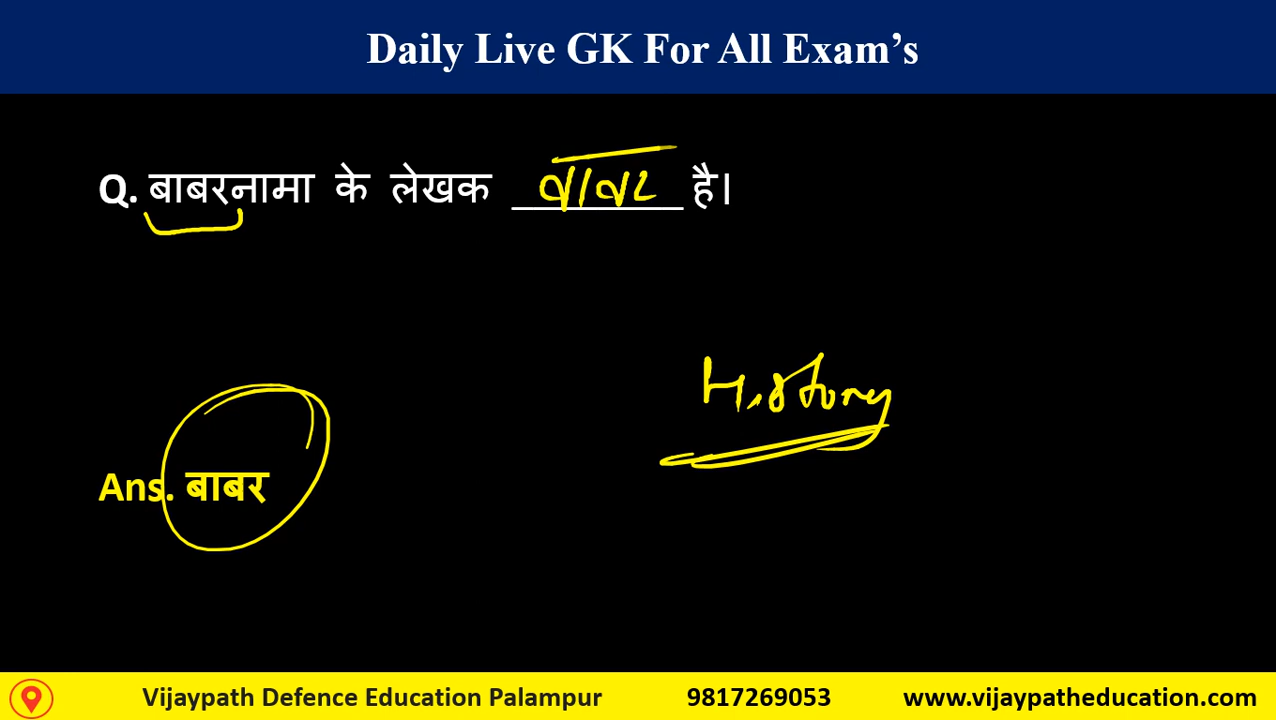 Daily Live GK For All Exam's
Q. बाबरनामा के लेखक बाबर है।
History
Ans. बाबर
Vijaypath Defence Education Palampur 9817269053 www.vijaypatheducation.com